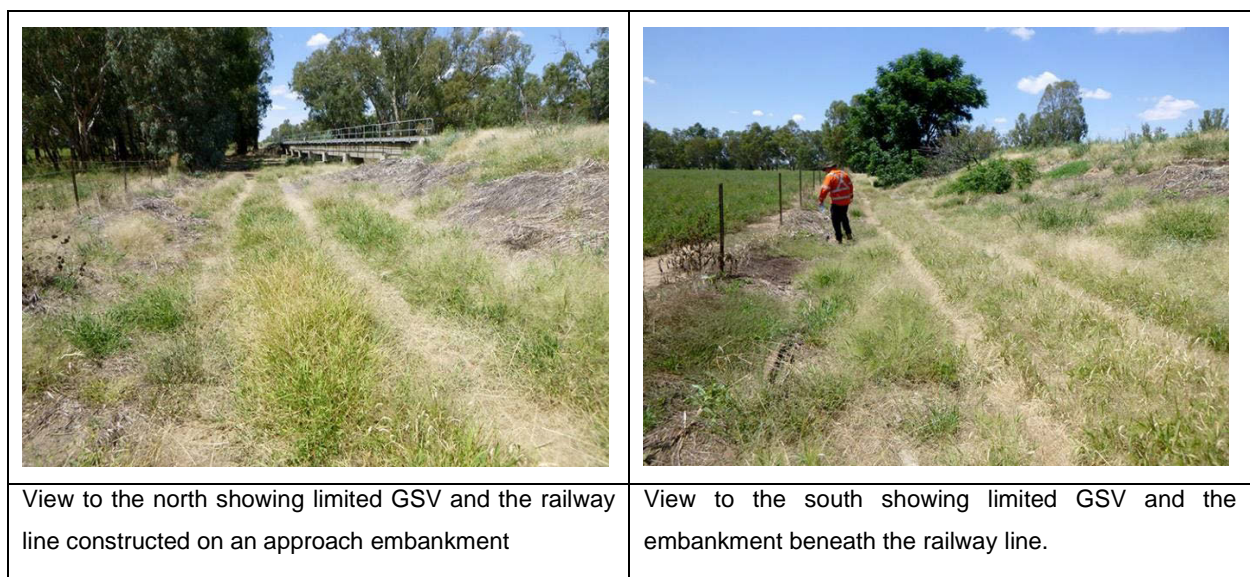 View to the north showing limited GSV and the railway
line constructed on an approach embankment
View to the south showing limited GSV and the
embankment beneath the railway line.